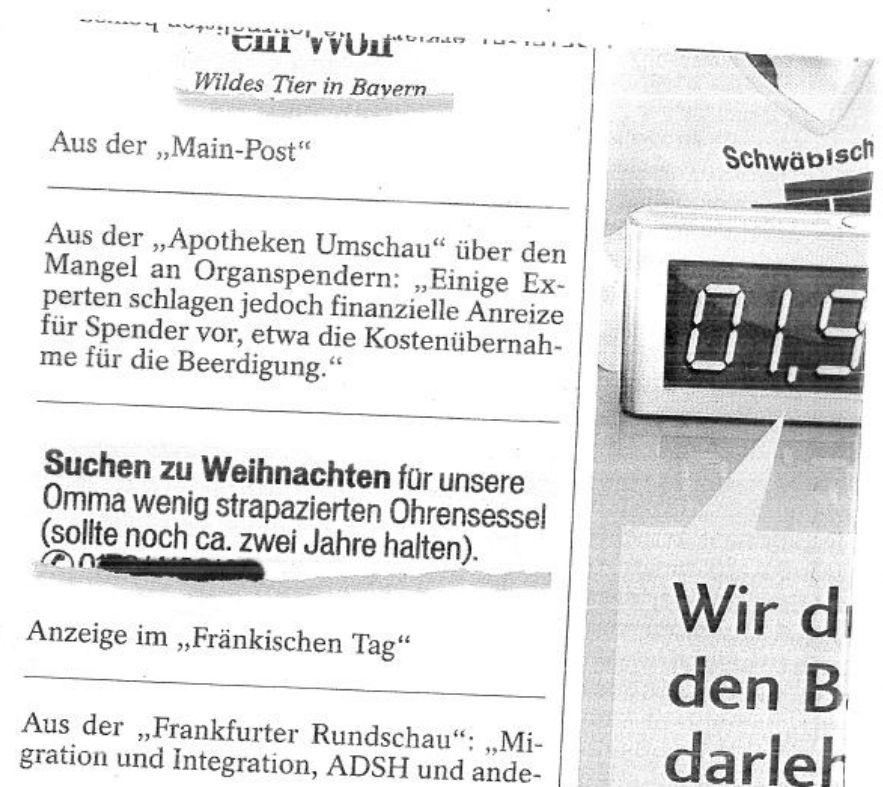 ein Wolf
Wildes Tier in Bayern
Aus der „Main-Post“
Aus der „Apotheken Umschau“ über den
Mangel an Organspendern: „Einige Ex-
perten schlagen jedoch finanzielle Anreize
für Spender vor, etwa die Kostenübernah-
me für die Beerdigung.“
Suchen zu Weihnachten für unsere
Omma wenig strapazierten Ohrensessel
(sollte noch ca. zwei Jahre halten).
Anzeige im „Fränkischen Tag“
Aus der „Frankfurter Rundschau“: „Mi-
gration und Integration, ADSH und ande-
Schwäbisch
01,9
Wir
den B
darleh